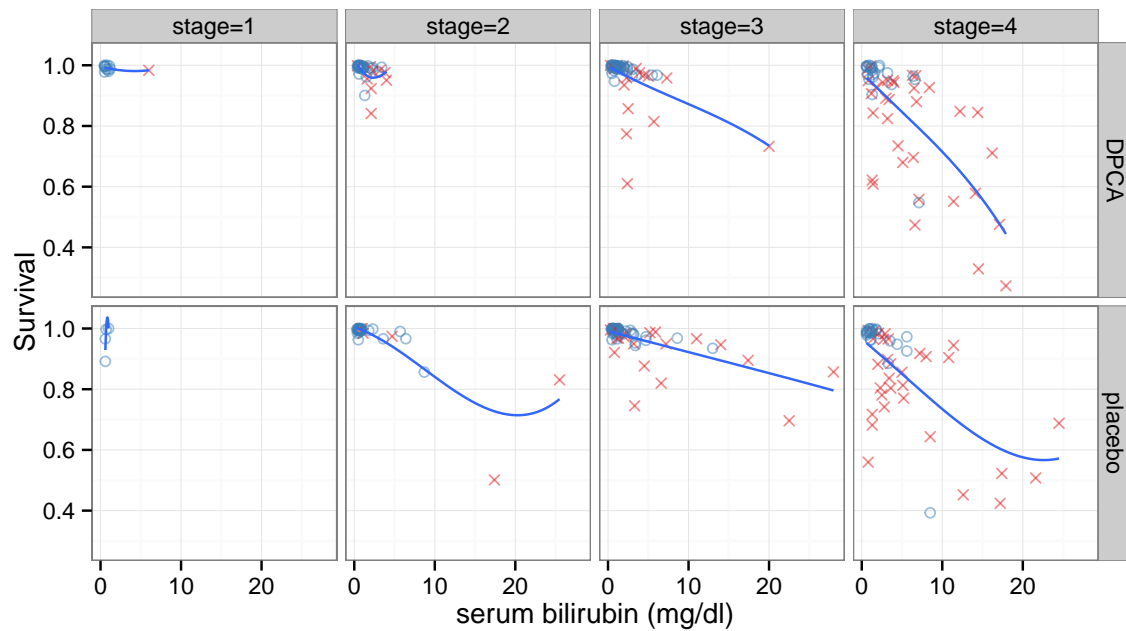 stage=1 stage=2 stage=3 stage=4
1.0
0.8
0.6
0.4
DPCA
Survival
1.0
0.8
0.6
0.4
placebo
0 10 20 0 10 20 0 10 20 0 10 20
serum bilirubin (mg/dl)